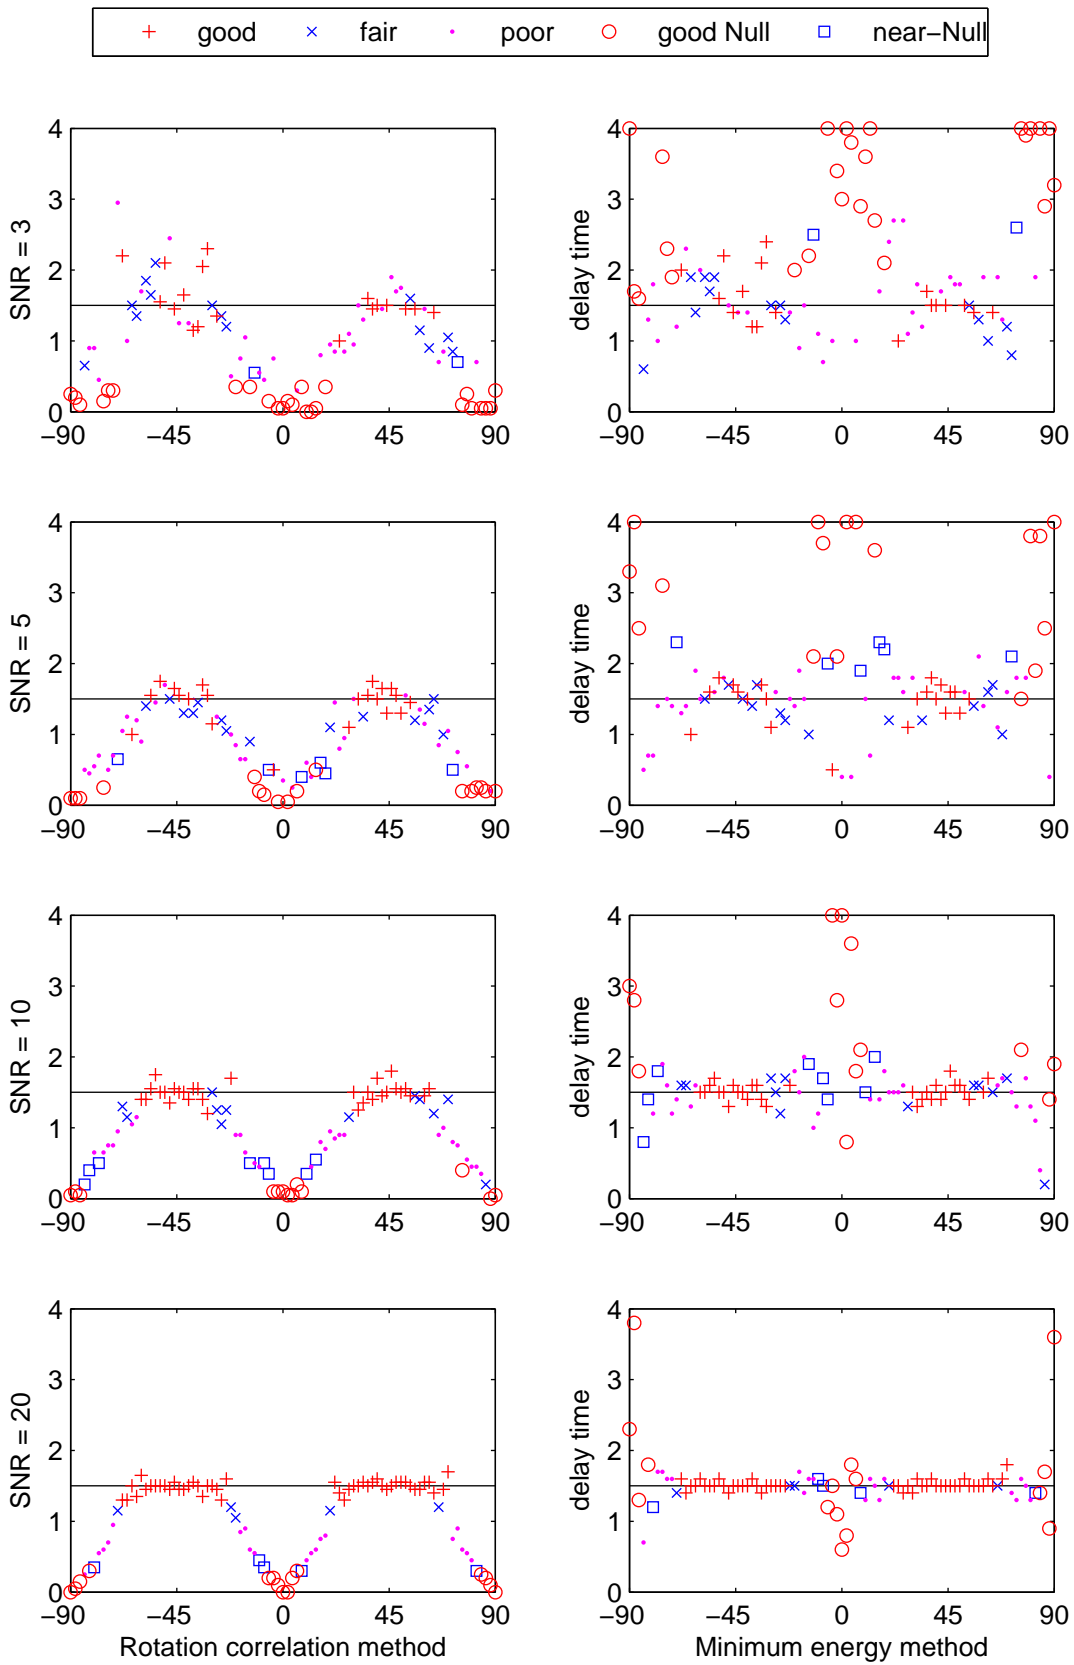 good fair poor good Null near-Null
4
3
2
1
0
-90 -45 0 45 90
SNR = 3
4
3
2
1
0
-90 -45 0 45 90
delay time
4
3
2
1
0
-90 -45 0 45 90
SNR = 5
4
3
2
1
0
-90 -45 0 45 90
delay time
4
3
2
1
0
-90 -45 0 45 90
SNR = 10
4
3
2
1
0
-90 -45 0 45 90
delay time
4
3
2
1
0
-90 -45 0 45 90
SNR = 20
Rotation correlation method
4
3
2
1
0
-90 -45 0 45 90
delay time
Minimum energy method